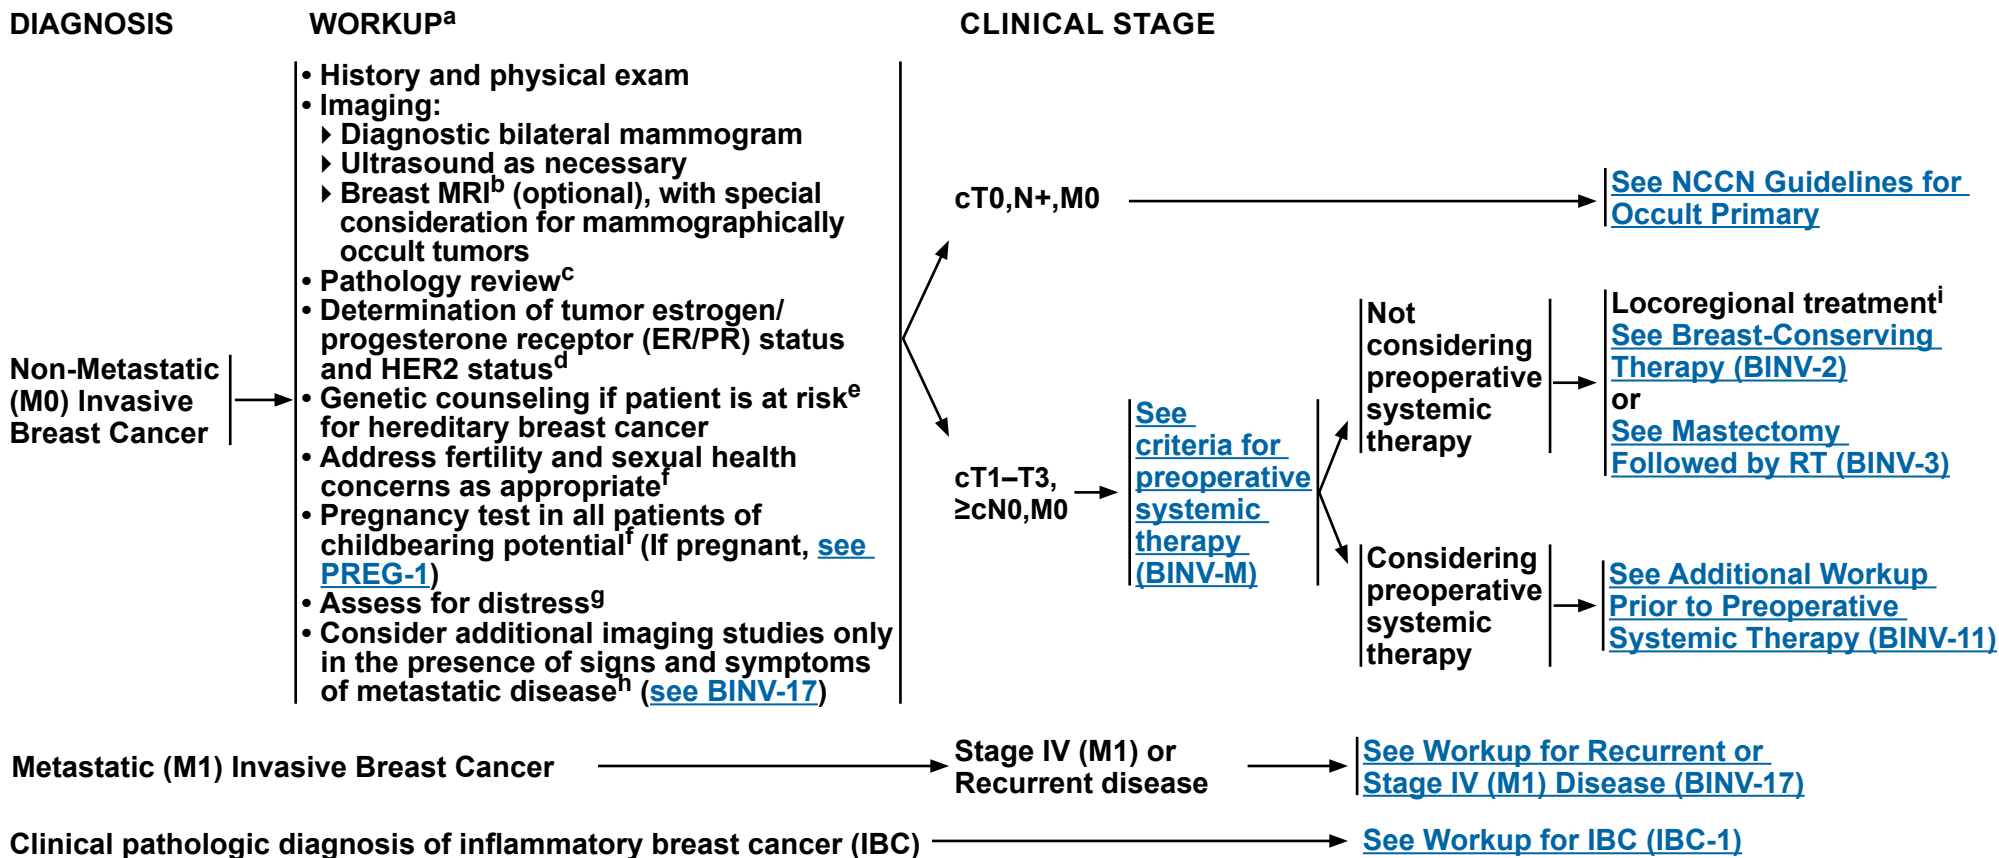 DIAGNOSIS
WORKUPa
CLINICAL STAGE
Non-Metastatic
(M0) Invasive
Breast Cancer
• History and physical exam
• Imaging:
Diagnostic bilateral mammogram
Ultrasound as necessary
Breast MRIb (optional), with special
consideration for mammographically
occult tumors
• Pathology reviewc
• Determination of tumor estrogen/
progesterone receptor (ER/PR) status
and HER2 statusd
• Genetic counseling if patient is at riske
for hereditary breast cancer
• Address fertility and sexual health
concerns as appropriatef
• Pregnancy test in all patients of
childbearing potentialf (If pregnant, see
PREG-1)
• Assess for distressg
• Consider additional imaging studies only
in the presence of signs and symptoms
of metastatic diseaseh (see BINV-17)
cT0,N+,M0
See NCCN Guidelines for
Occult Primary
cT1–T3,
≥cN0,M0
See
criteria for
preoperative
systemic
therapy
(BINV-M)
Not
considering
preoperative
systemic
therapy
Locoregional treatmenti
See Breast-Conserving
Therapy (BINV-2)
or
See Mastectomy
Followed by RT (BINV-3)
Considering
preoperative
systemic
therapy
See Additional Workup
Prior to Preoperative
Systemic Therapy (BINV-11)
Metastatic (M1) Invasive Breast Cancer
Stage IV (M1) or
Recurrent disease
See Workup for Recurrent or
Stage IV (M1) Disease (BINV-17)
Clinical pathologic diagnosis of inflammatory breast cancer (IBC)
See Workup for IBC (IBC-1)